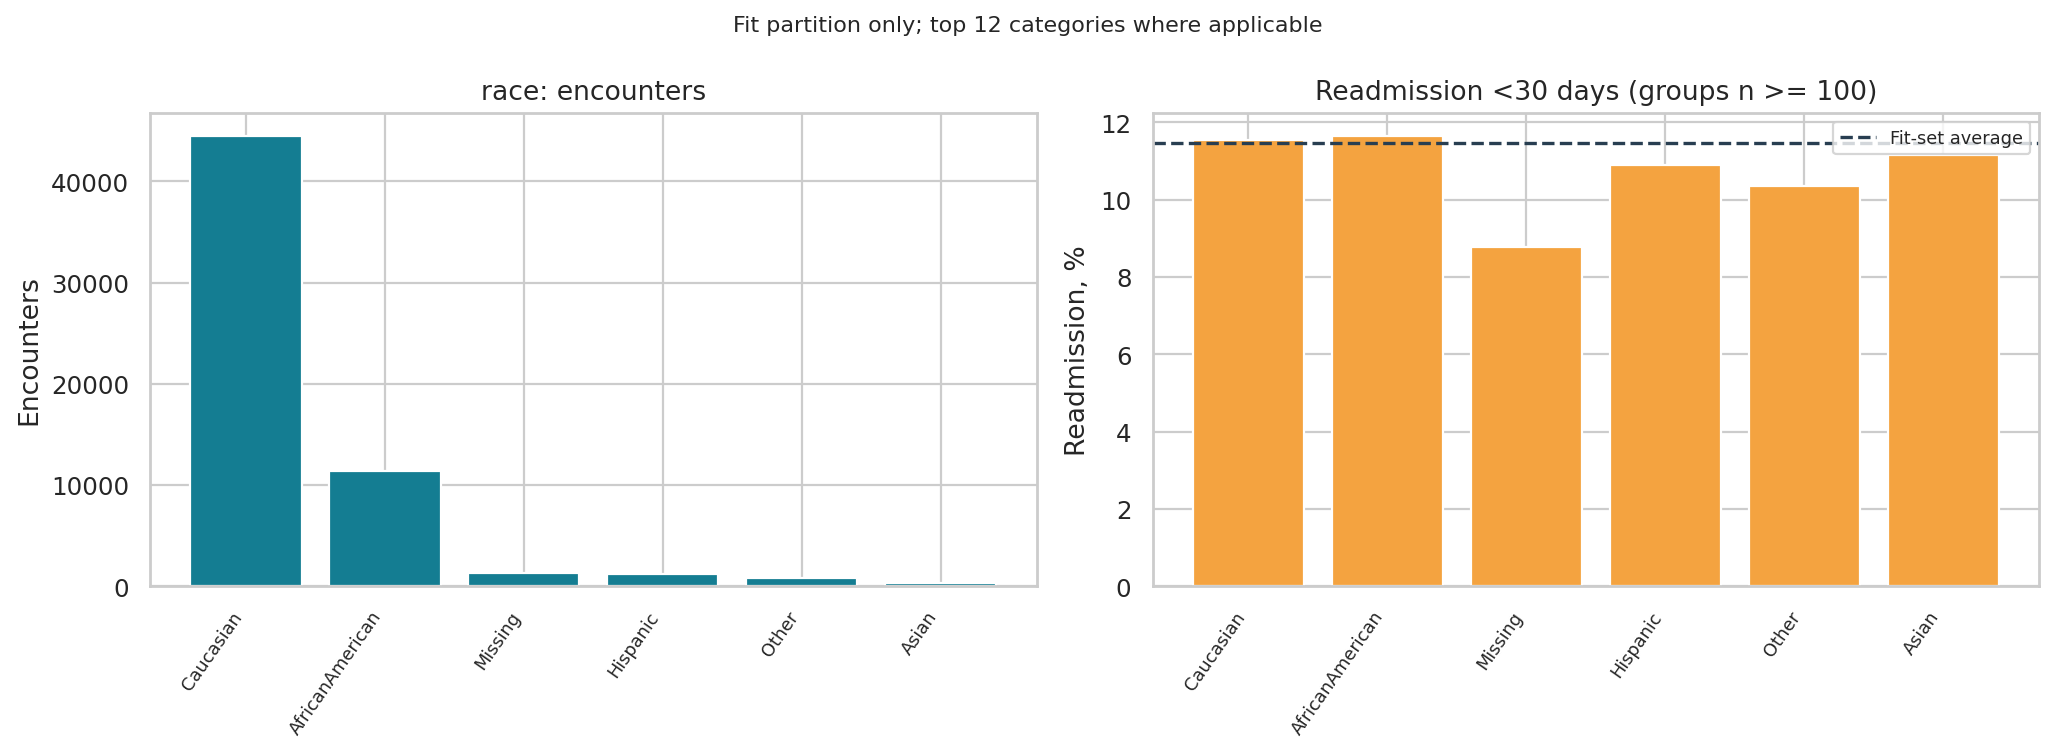 Fit partition only; top 12 categories where applicable
race: encounters
Encounters
40000
30000
20000
10000
0
Caucasian
AfricanAmerican
Missing
Hispanic
Other
Asian
Readmission <30 days (groups n >= 100)
Readmission, %
12
10
8
6
4
2
0
Fit-set average
Caucasian
AfricanAmerican
Missing
Hispanic
Other
Asian